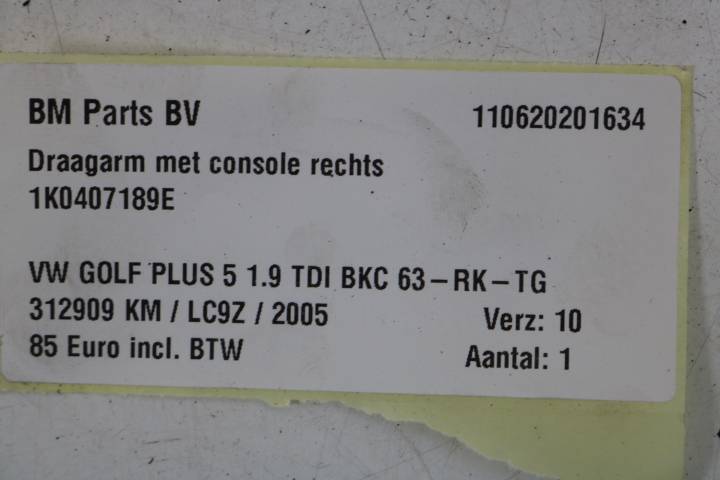 BM Parts BV 110620201634
Draagarm met console rechts
1K0407189E
VW GOLF PLUS 5 1.9 TDI BKC 63-RK-TG
312909 KM / LC9Z / 2005 Verz: 10
85 Euro incl. BTW Aantal: 1